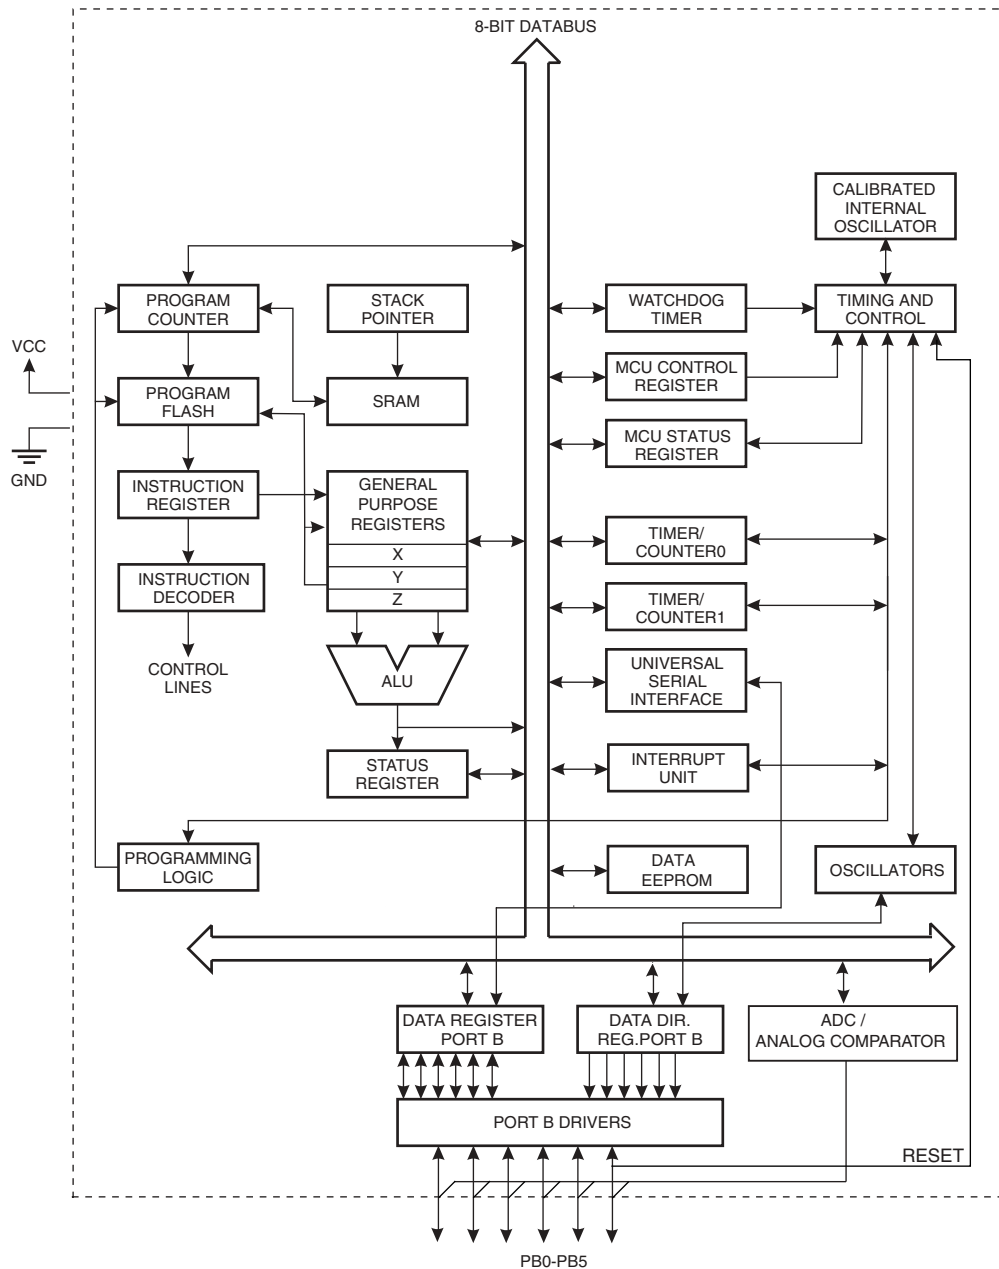 8-BIT DATABUS
CALIBRATED
INTERNAL
OSCILLATOR
PROGRAM
COUNTER
STACK
POINTER
WATCHDOG
TIMER
TIMING AND
CONTROL
VCC
PROGRAM
FLASH
SRAM
MCU CONTROL
REGISTER
MCU STATUS
REGISTER
GND
INSTRUCTION
REGISTER
GENERAL
PURPOSE
REGISTERS
X
Y
Z
TIMER/
COUNTER0
INSTRUCTION
DECODER
TIMER/
COUNTER1
CONTROL
LINES
ALU
UNIVERSAL
SERIAL
INTERFACE
STATUS
REGISTER
INTERRUPT
UNIT
PROGRAMMING
LOGIC
DATA
EEPROM
OSCILLATORS
DATA REGISTER
PORT B
DATA DIR.
REG.PORT B
ADC /
ANALOG COMPARATOR
PORT B DRIVERS
RESET
PB0-PB5